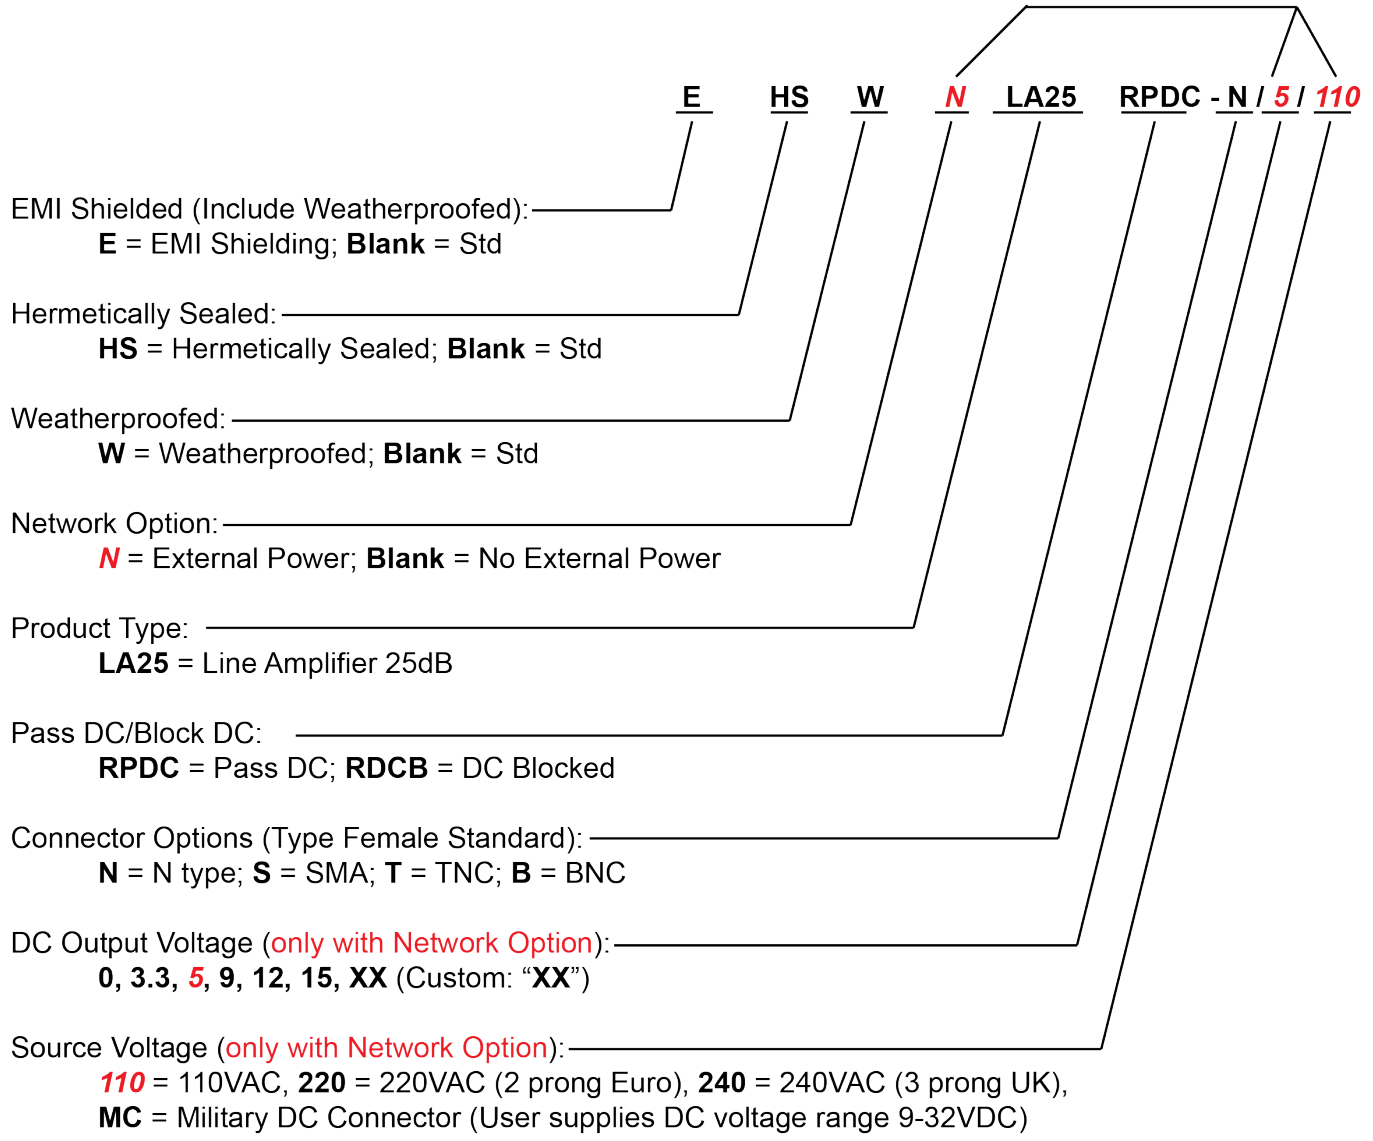 E HS W N LA25 RPDC - N / 5 / 110
EMI Shielded (Include Weatherproofed):
E = EMI Shielding; Blank = Std
Hermetically Sealed:
HS = Hermetically Sealed; Blank = Std
Weatherproofed:
W = Weatherproofed; Blank = Std
Network Option:
N = External Power; Blank = No External Power
Product Type:
LA25 = Line Amplifier 25dB
Pass DC/Block DC:
RPDC = Pass DC; RDCB = DC Blocked
Connector Options (Type Female Standard):
N = N type; S = SMA; T = TNC; B = BNC
DC Output Voltage (only with Network Option):
0, 3.3, 5, 9, 12, 15, XX (Custom: “XX”)
Source Voltage (only with Network Option):
110 = 110VAC, 220 = 220VAC (2 prong Euro), 240 = 240VAC (3 prong UK),
MC = Military DC Connector (User supplies DC voltage range 9-32VDC)